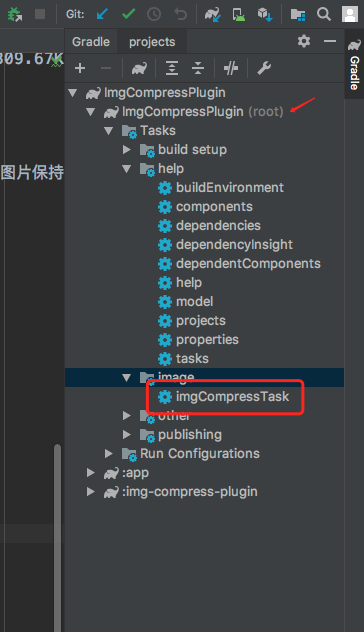 Git:
Gradle projects
809.67K
图片保持
ImgCompressPlugin
ImgCompressPlugin (root)
Tasks
build setup
help
buildEnvironment
components
dependencies
dependencyInsight
dependentComponents
help
model
projects
properties
tasks
image
imgCompressTask
other
publishing
Run Configurations
:app
:img-compress-plugin
Gradle